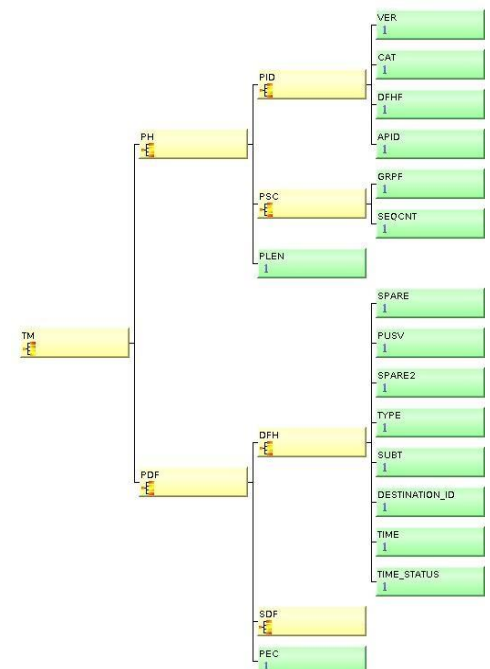 VER
1
CAT
1
PID
DFHF
1
PH
APID
1
GRPF
1
PSC
SEQCNT
1
PLEN
1
SPARE
1
TM
PUSV
1
SPARE2
1
TYPE
1
DFH
SUBT
1
PDF
DESTINATION_ID
1
TIME
1
TIME_STATUS
1
SDF
PEC
1